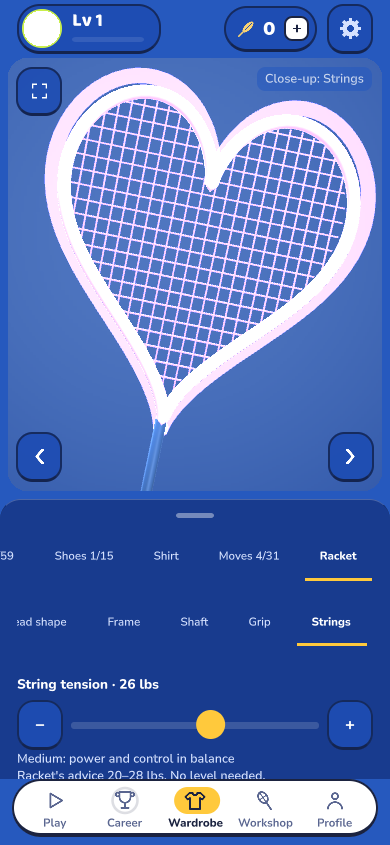 Lv 1
0
+
Close-up: Strings
/59
Shoes 1/15
Shirt
Moves 4/31
Racket
ead shape
Frame
Shaft
Grip
Strings
String tension · 26 lbs
−
+
Medium: power and control in balance
Racket's advice 20–28 lbs. No level needed.
Play
Career
Wardrobe
Workshop
Profile